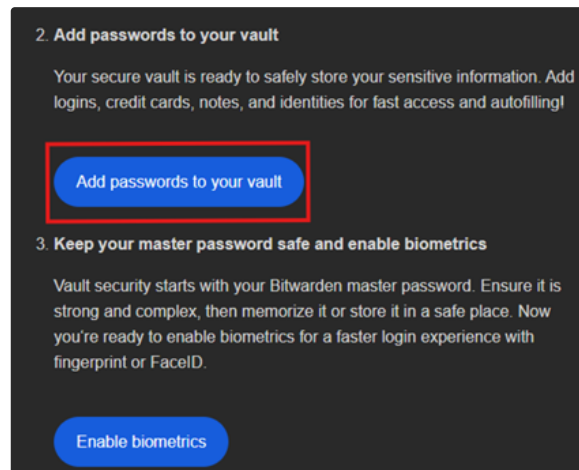 2. Add passwords to your vault
Your secure vault is ready to safely store your sensitive information. Add
logins, credit cards, notes, and identities for fast access and autofilling!
Add passwords to your vault
3. Keep your master password safe and enable biometrics
Vault security starts with your Bitwarden master password. Ensure it is
strong and complex, then memorize it or store it in a safe place. Now
you're ready to enable biometrics for a faster login experience with
fingerprint or FaceID.
Enable biometrics